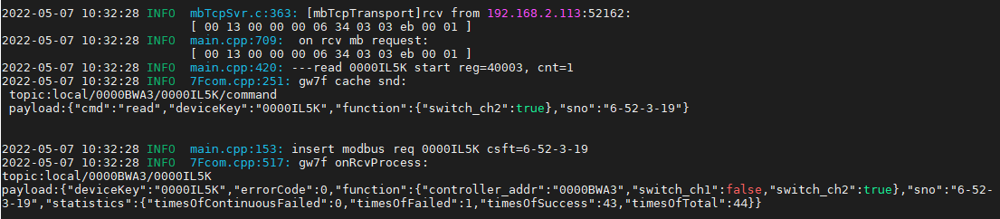 2022-05-07 10:32:28 INFO  mbTcpSvr.c:363: [mbTcpTransport]rcv from 192.168.2.113:52162:
[ 00 13 00 00 00 06 34 03 03 eb 00 01 ]
2022-05-07 10:32:28 INFO  main.cpp:709:  on rcv mb request:
[ 00 13 00 00 00 06 34 03 03 eb 00 01 ]
2022-05-07 10:32:28 INFO  main.cpp:420: ---read 0000IL5K start reg=40003, cnt=1
2022-05-07 10:32:28 INFO  7Fcom.cpp:251: gw7f cache snd:
topic:local/0000BWA3/0000IL5K/command
payload:{"cmd":"read","deviceKey":"0000IL5K","function":{"switch_ch2":true},"sno":"6-52-3-19"}
2022-05-07 10:32:28 INFO  main.cpp:153: insert modbus req 0000IL5K csft=6-52-3-19
2022-05-07 10:32:28 INFO  7Fcom.cpp:517: gw7f onRcvProcess:
topic:local/0000BWA3/0000IL5K
payload:{"deviceKey":"0000IL5K","errorCode":0,"function":{"controller_addr":"0000BWA3","switch_ch1":false,"switch_ch2":true},"sno":"6-52-
3-19","statistics":{"timesOfContinuousFailed":0,"timesOfFailed":1,"timesOfSuccess":43,"timesOfTotal":44}}